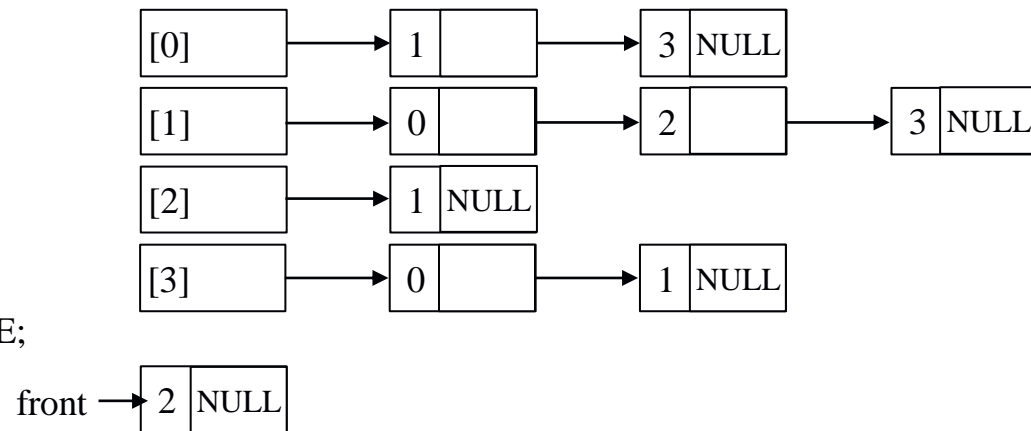 [0] 1 3 NULL
[1] 0 2 3 NULL
[2] 1 NULL
[3] 0 1 NULL
E;
front 2 NULL